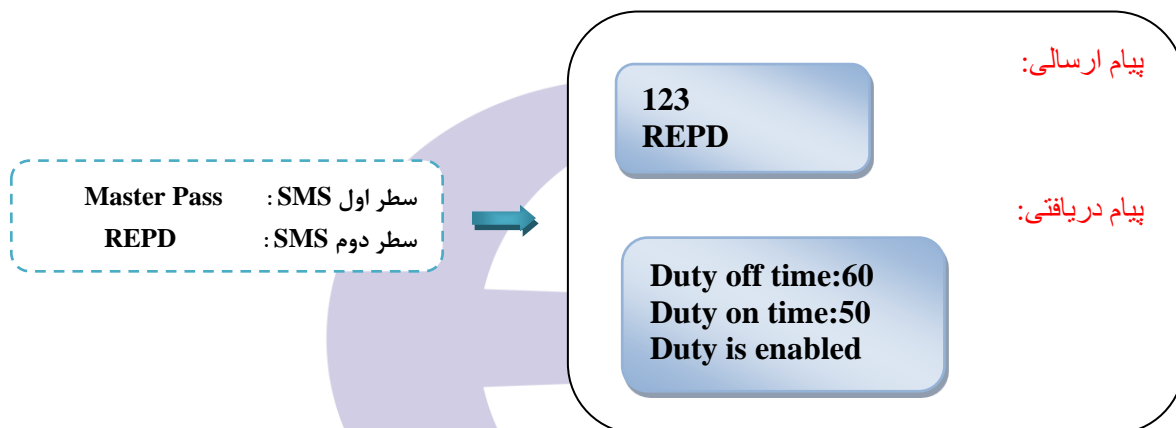 سطر اول SMS : Master Pass
سطر دوم SMS : REPD
پیام ارسالی:
123
REPD
پیام دریافتی:
Duty off time:60
Duty on time:50
Duty is enabled